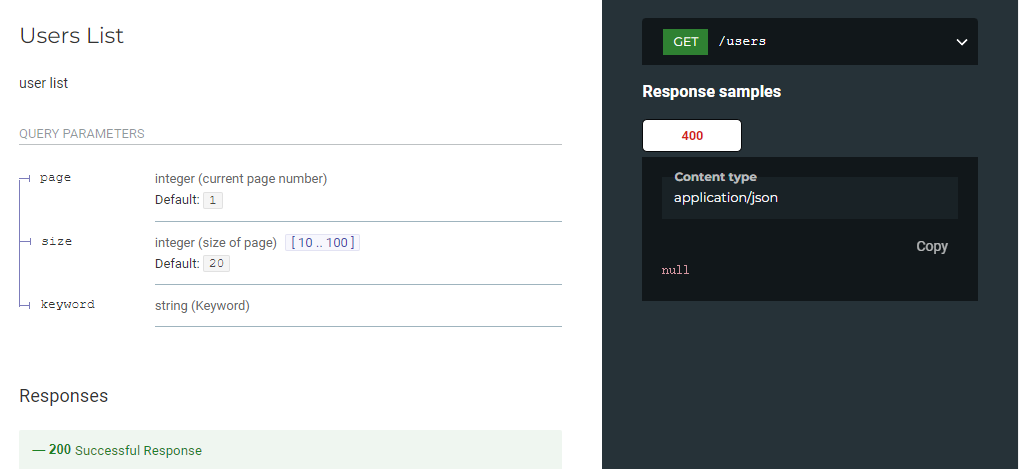 Users List
user list
QUERY PARAMETERS
page
integer (current page number)
Default: 1
size
integer (size of page) [ 10 .. 100 ]
Default: 20
keyword
string (Keyword)
Responses
— 200 Successful Response
GET /users
Response samples
400
Content type
application/json
Copy
null